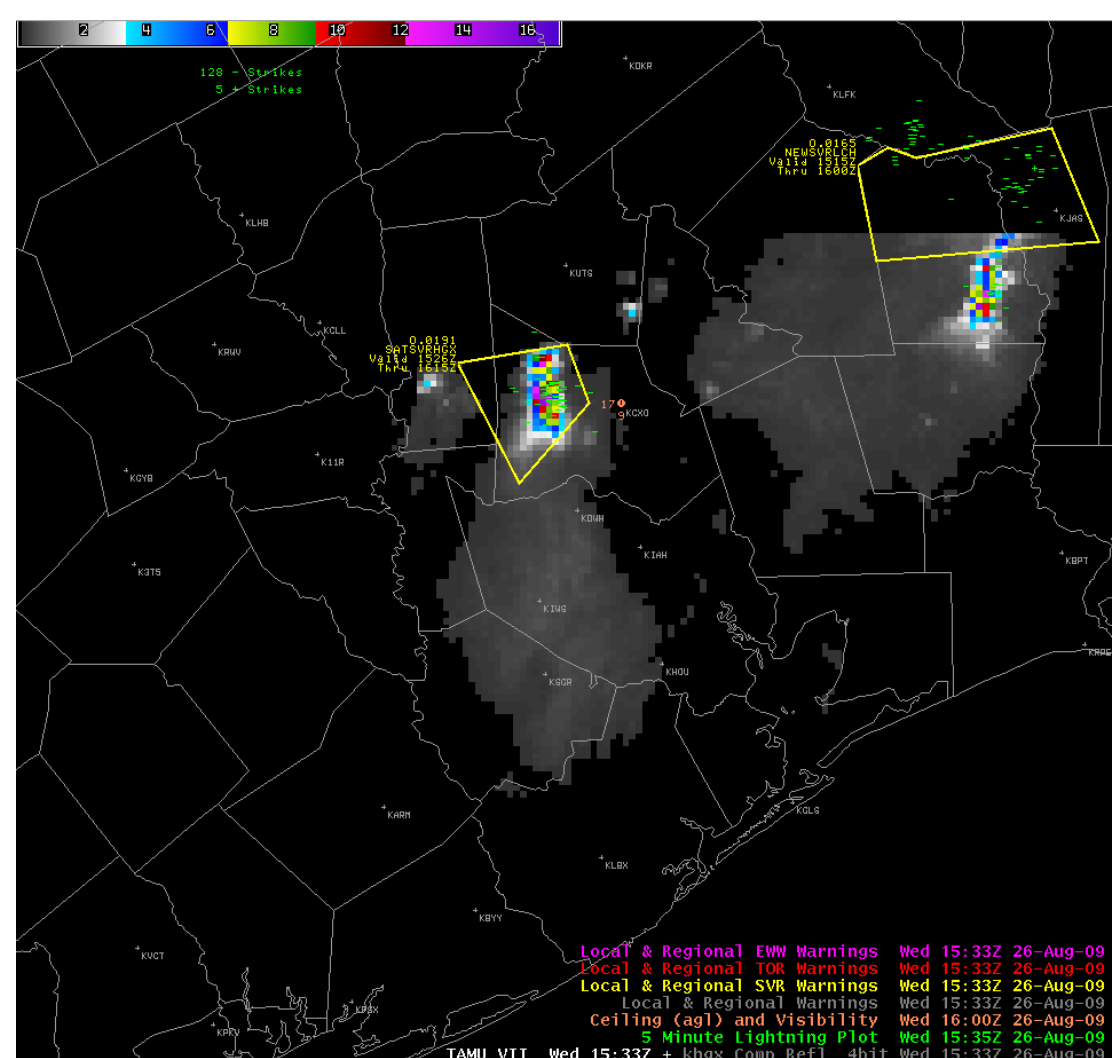 2 4 6 8 10 12 14 16
128 - Strikes
5 + Strikes
KDKR
KLFK
O.0165
NEWSVRLCH
Valid 1515Z
Thru 1600Z
KJAS
KLHB
KUTS
KCLL
KRWV
O.0191
SATSVRHGX
Valid 1526Z
Thru 1615Z
17
9
KCXO
K11R
KGYB
KDWH
KIAH
KBPT
K3T5
KIWS
KSGR
KHOU
KARM
KGLS
KLBX
KBYY
KVCT
KPKV
Local & Regional EWW Warnings Wed 15:33Z 26-Aug-09
Local & Regional TOR Warnings Wed 15:33Z 26-Aug-09
Local & Regional SVR Warnings Wed 15:33Z 26-Aug-09
Local & Regional Warnings Wed 15:33Z 26-Aug-09
Ceiling (agl) and Visibility Wed 16:00Z 26-Aug-09
5 Minute Lightning Plot Wed 15:35Z 26-Aug-09
TAMU VII Wed 15:33Z + khgx Comp Refl 4bit Wed 15:33Z 26-Aug-09